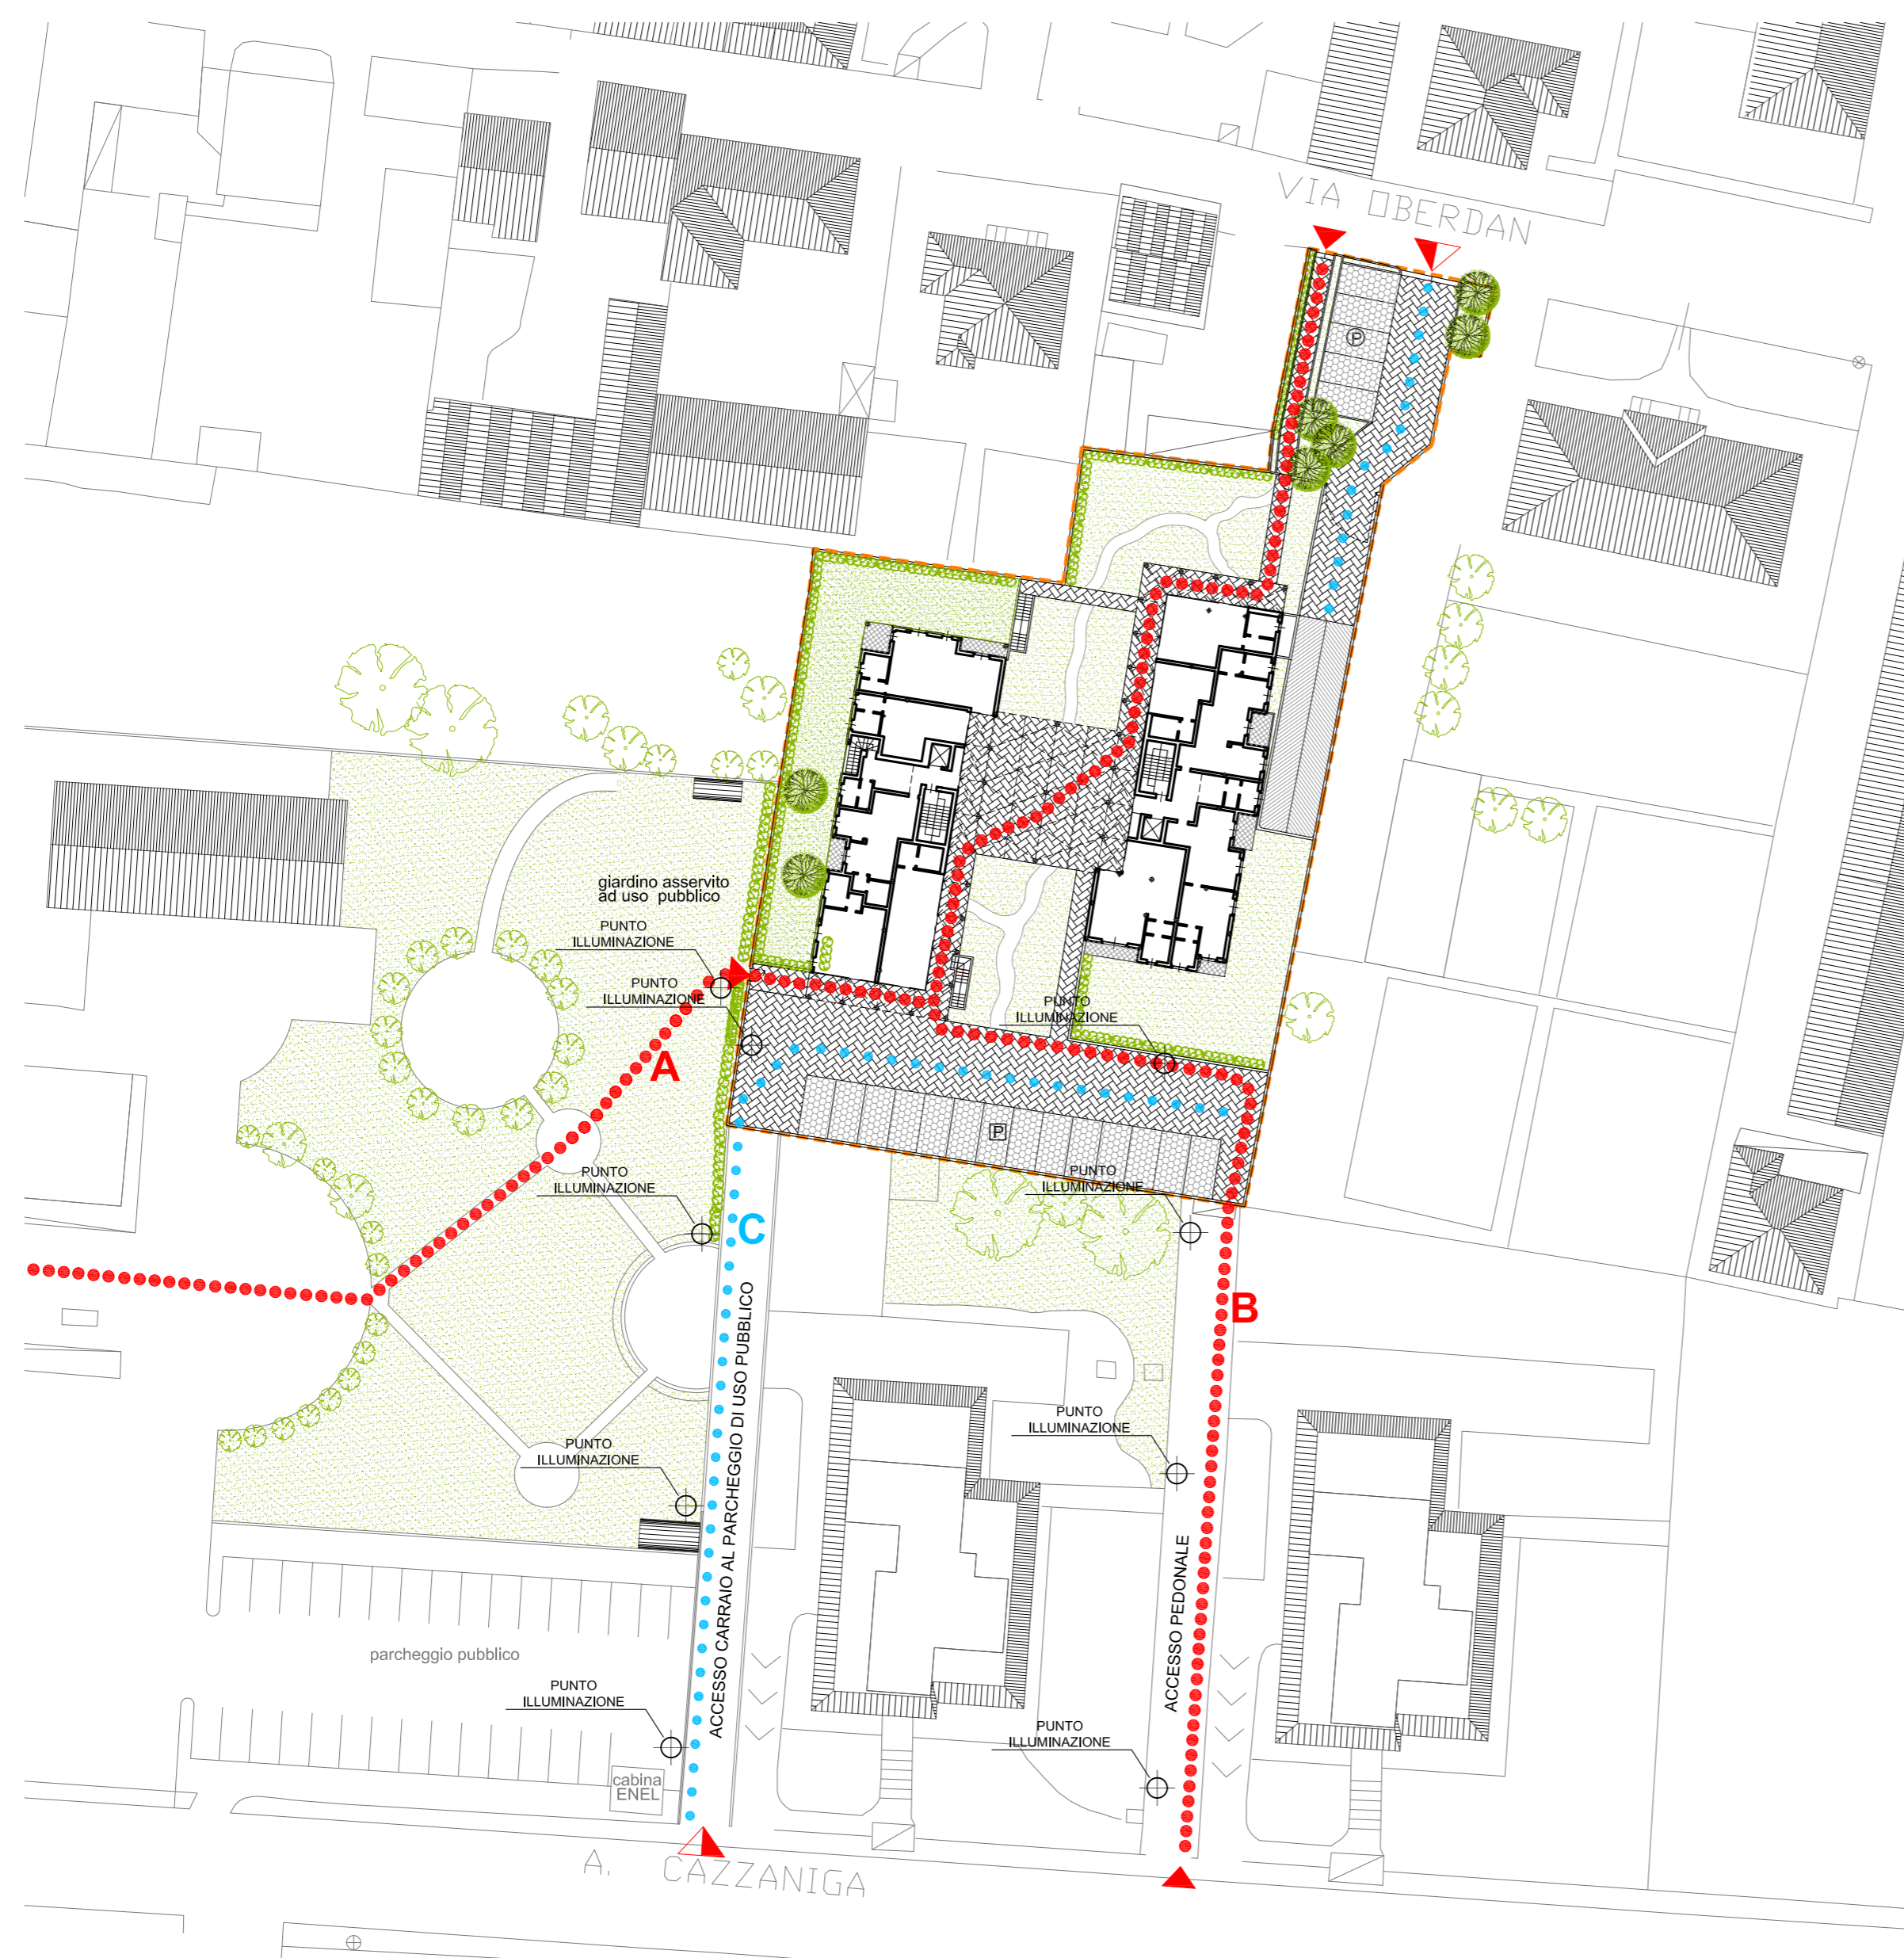 VIA OBERDAN
P
giardino asservito
ad uso pubblico
PUNTO
ILLUMINAZIONE
PUNTO
ILLUMINAZIONE
PUNTO
ILLUMINAZIONE
A
P
PUNTO
ILLUMINAZIONE
PUNTO
ILLUMINAZIONE
C
B
ACCESSO CARRAIO AL PARCHEGGIO DI USO PUBBLICO
PUNTO
ILLUMINAZIONE
PUNTO
ILLUMINAZIONE
ACCESSO PEDONALE
parcheggio pubblico
PUNTO
ILLUMINAZIONE
PUNTO
ILLUMINAZIONE
cabina
ENEL
A. CAZZANIGA